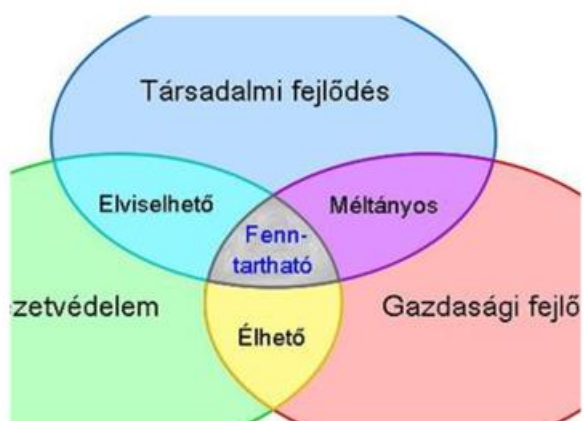 Társadalmi fejlődés
Elviselhető
Méltányos
Fenn-
tartható
zetvédelem
Gazdasági fejlő
Élhető